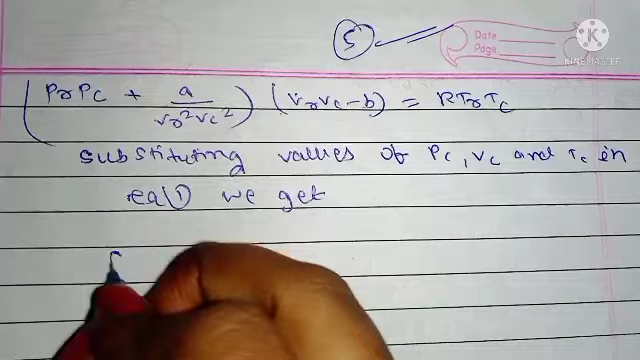 5
Date
Page
K
KINEMASTER
(PrPc + a/vr²vc²) (vrvc-b) = RTrTc
substituting values of Pc, Vc and Tc in
eq(1) we get